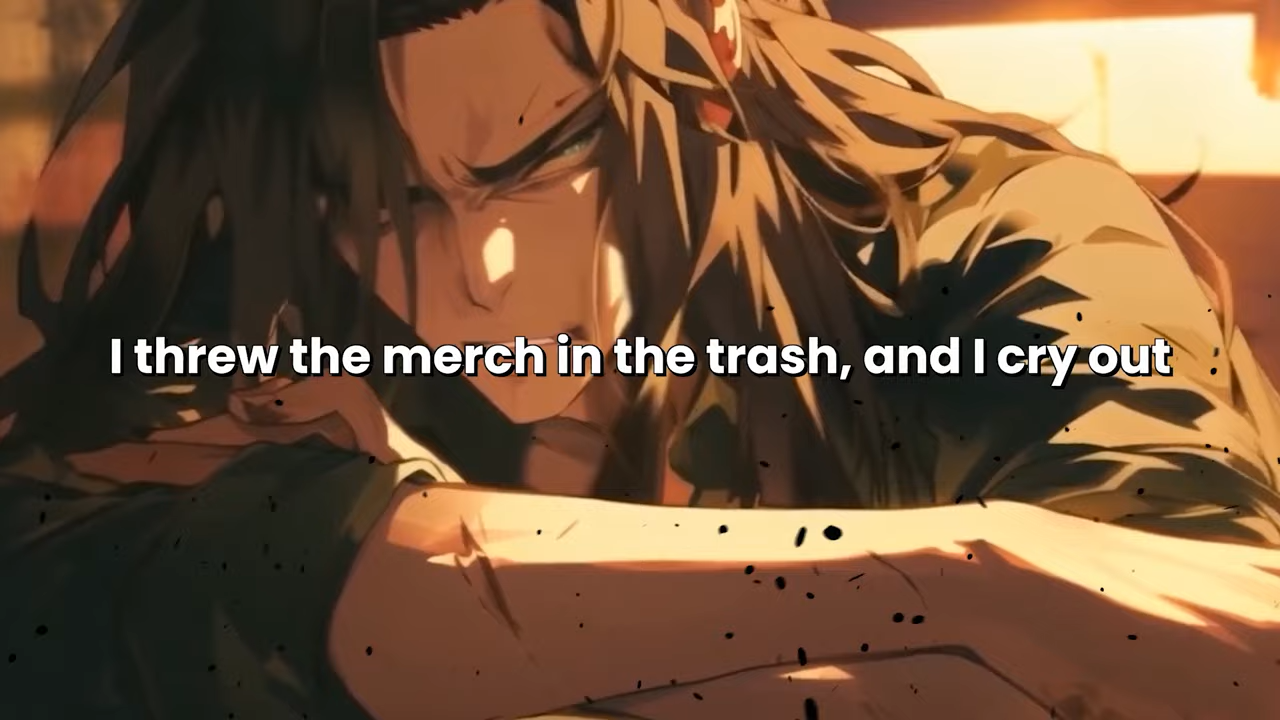 I threw the merch in the trash, and I cry out